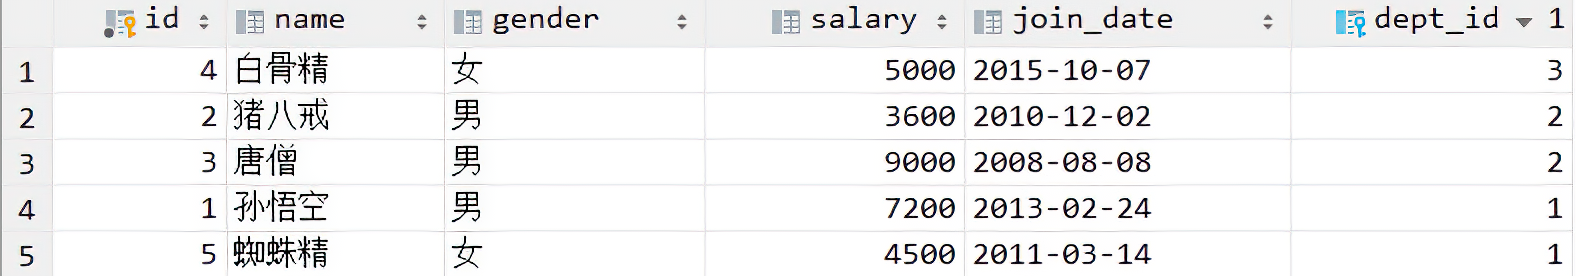 id name gender salary join_date dept_id 1
1 4 白骨精 女 5000 2015-10-07 3
2 2 猪八戒 男 3600 2010-12-02 2
3 3 唐僧 男 9000 2008-08-08 2
4 1 孙悟空 男 7200 2013-02-24 1
5 5 蜘蛛精 女 4500 2011-03-14 1